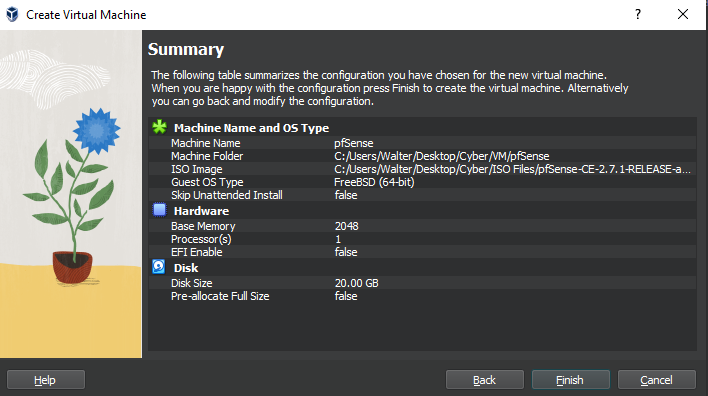 Create Virtual Machine
Summary
The following table summarizes the configuration you have chosen for the new virtual machine.
When you are happy with the configuration press Finish to create the virtual machine. Alternatively
you can go back and modify the configuration.
Machine Name and OS Type
Machine Name pfSense
Machine Folder C:/Users/Walter/Desktop/Cyber/VM/pfSense
ISO Image C:/Users/Walter/Desktop/Cyber/ISO Files/pfSense-CE-2.7.1-RELEASE-a...
Guest OS Type FreeBSD (64-bit)
Skip Unattended Install false
Hardware
Base Memory 2048
Processor(s) 1
EFI Enable false
Disk
Disk Size 20.00 GB
Pre-allocate Full Size false
Help Back Finish Cancel